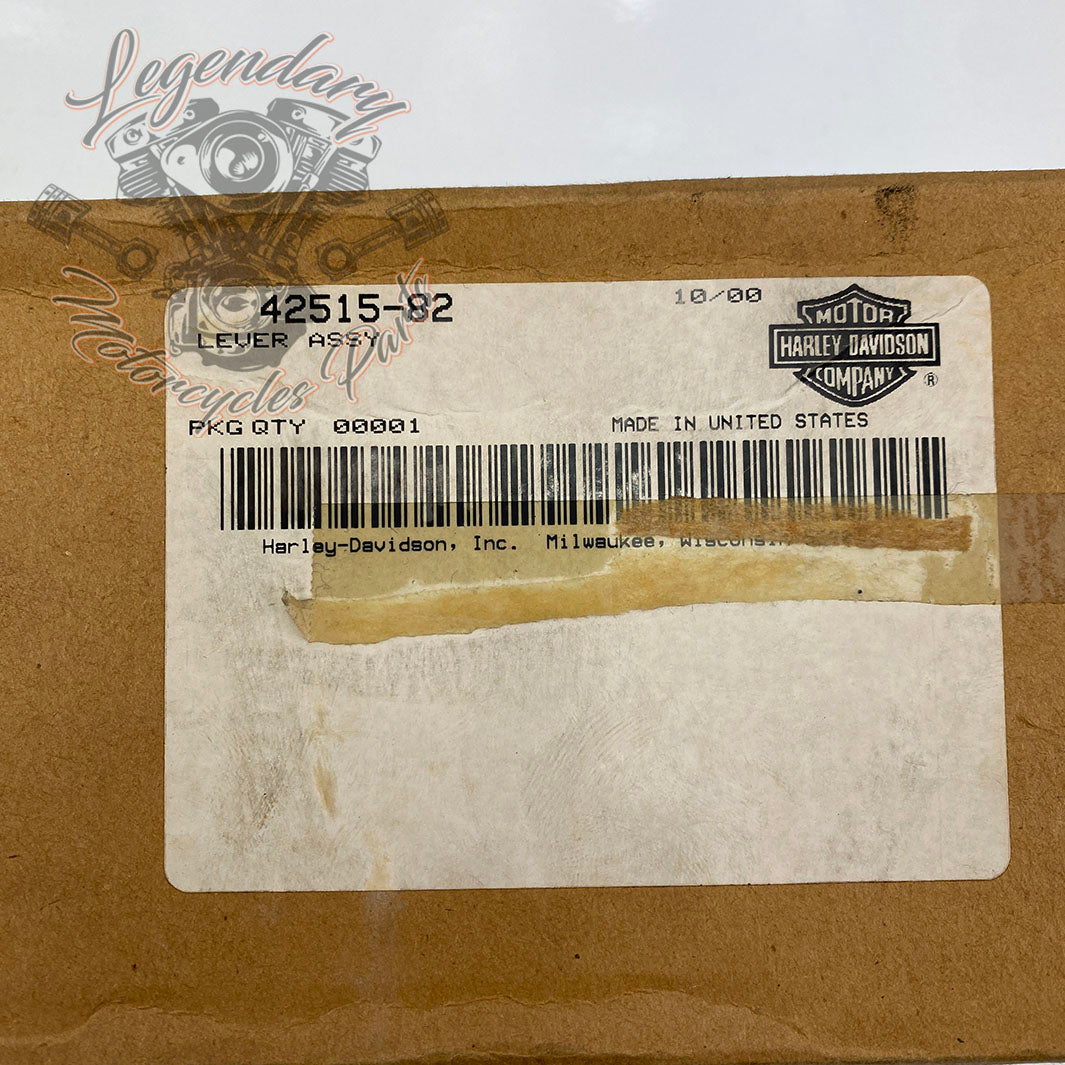 Legendary
Motorcycles Parts
42515-82
10/00
LEVER ASSY
MOTOR
HARLEY-DAVIDSON
COMPANY
®
PKG QTY 00001
MADE IN UNITED STATES
Harley-Davidson, Inc. Milwaukee, Wisconsin